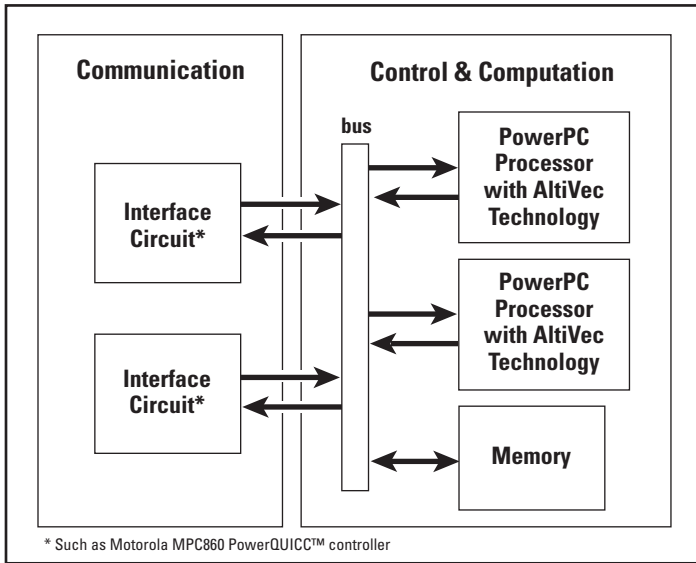 Communication
Interface
Circuit*
Interface
Circuit*
Control & Computation
bus
PowerPC
Processor
with AltiVec
Technology
PowerPC
Processor
with AltiVec
Technology
Memory
* Such as Motorola MPC860 PowerQUICC™ controller